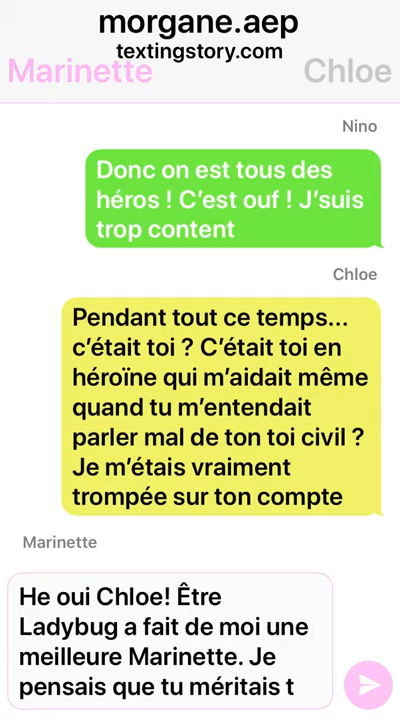 morgane.aep
textingstory.com
Marinette Chloe
Nino
Donc on est tous des
héros ! C’est ouf ! J’suis
trop content
Chloe
Pendant tout ce temps...
c’était toi ? C’était toi en
héroïne qui m’aidait même
quand tu m’entendait
parler mal de ton toi civil ?
Je m’étais vraiment
trompée sur ton compte
Marinette
He oui Chloe! Être
Ladybug a fait de moi une
meilleure Marinette. Je
pensais que tu méritais t